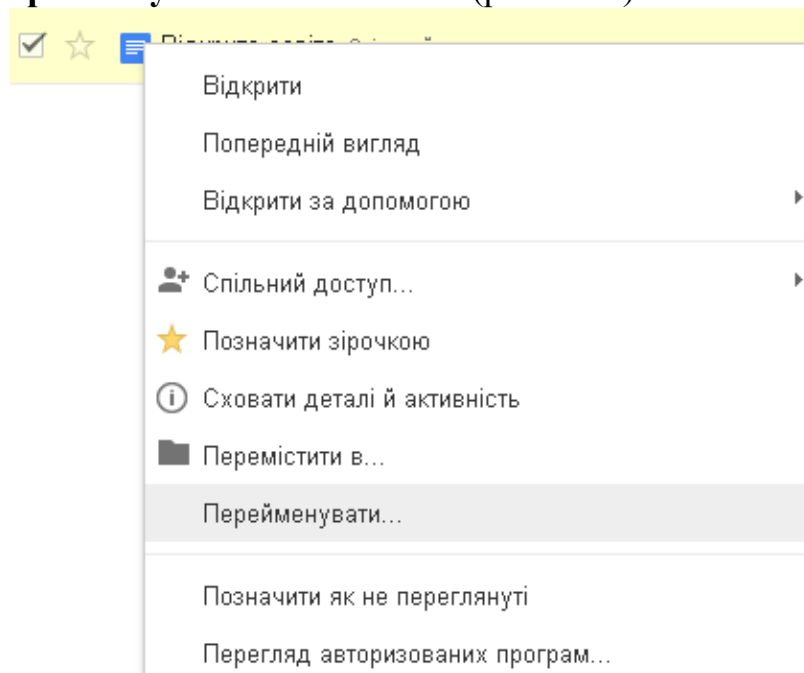 Відкрити
Попередній вигляд
Відкрити за допомогою
Спільний доступ...
Позначити зірочкою
Сховати деталі й активність
Перемістити в...
Перейменувати...
Позначити як не переглянуті
Перегляд авторизованих програм...